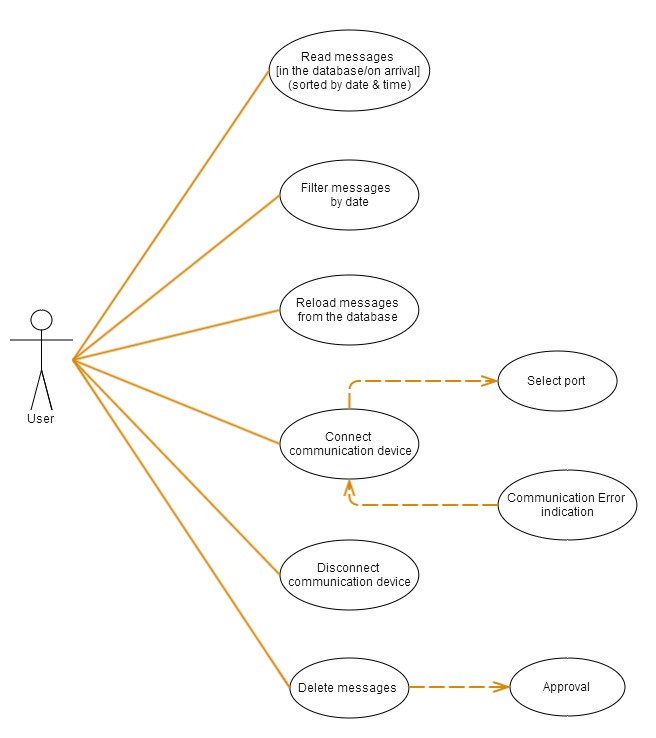 Read messages
[in the database/on arrival]
(sorted by date & time)
Filter messages
by date
Reload messages
from the database
User
Select port
Connect
communication device
Communication Error
indication
Disconnect
communication device
Delete messages
Approval